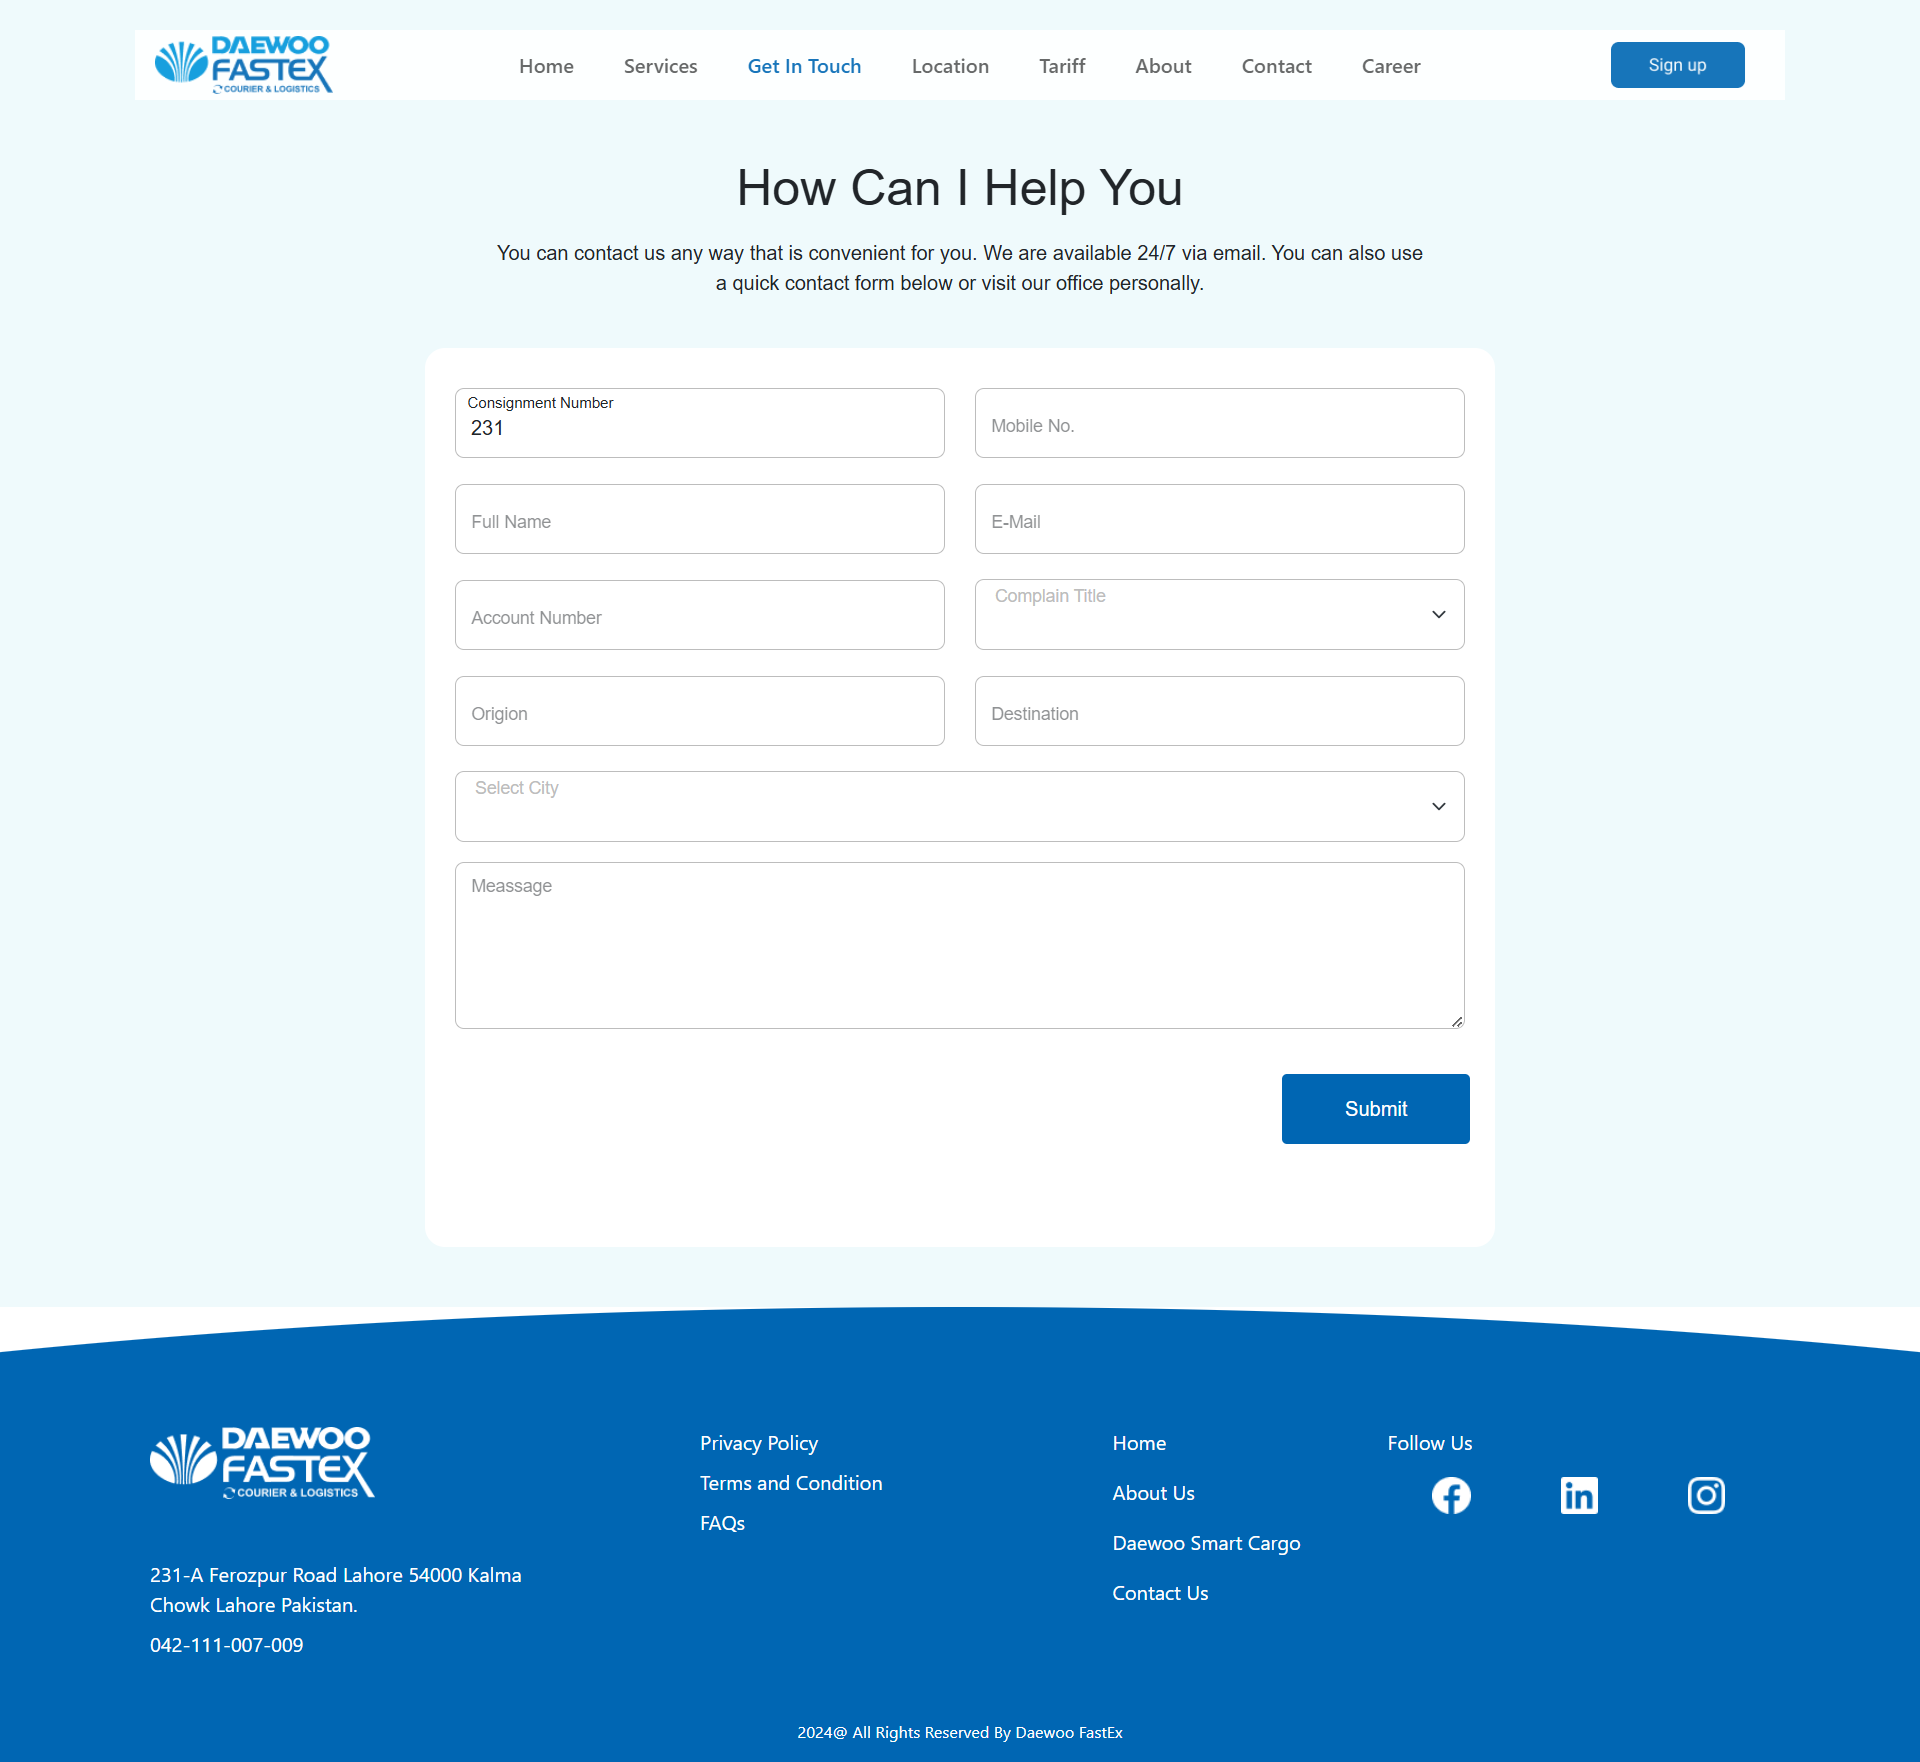 DAEWOO
FASTEX
COURIER & LOGISTICS
Home
Services
Get In Touch
Location
Tariff
About
Contact
Career
Sign up
How Can I Help You
You can contact us any way that is convenient for you. We are available 24/7 via email. You can also use
a quick contact form below or visit our office personally.
Consignment Number
231
Mobile No.
Full Name
E-Mail
Account Number
Complain Title
Origion
Destination
Select City
Meassage
Submit
DAEWOO
FASTEX
COURIER & LOGISTICS
231-A Ferozpur Road Lahore 54000 Kalma
Chowk Lahore Pakistan.
042-111-007-009
Privacy Policy
Terms and Condition
FAQs
Home
About Us
Daewoo Smart Cargo
Contact Us
Follow Us
2024@ All Rights Reserved By Daewoo FastEx